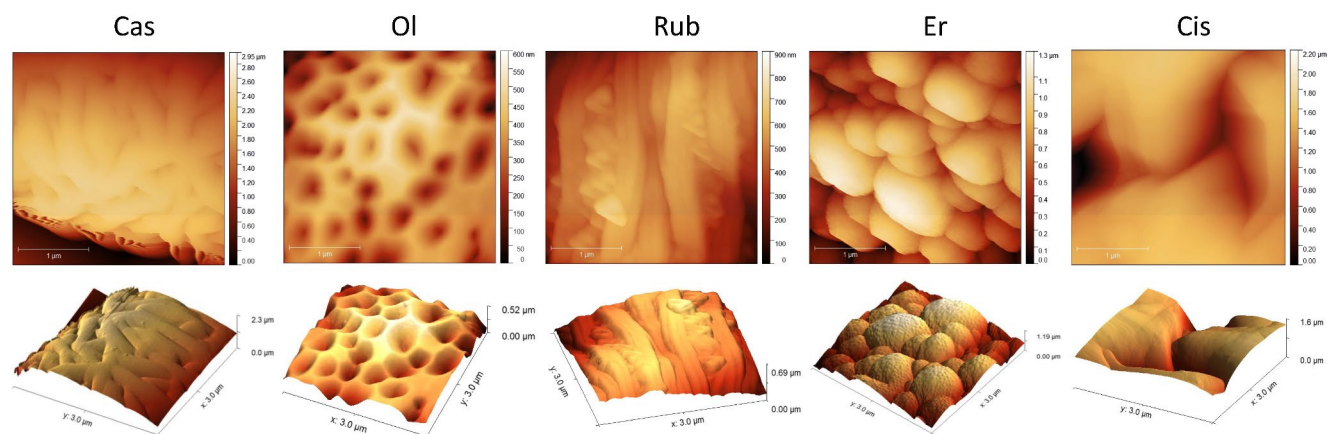 Cas
Ol
Rub
Er
Cis
2.95 µm
2.80
2.60
2.40
2.20
2.00
1.80
1.60
1.40
1.20
1.00
0.80
0.60
0.40
0.00
1 µm
600 nm
550
500
450
400
350
300
250
200
150
100
50
0
1 µm
900 nm
800
700
600
500
400
300
200
100
0
1 µm
1.3 µm
1.1
1.0
0.9
0.8
0.7
0.6
0.5
0.4
0.3
0.2
0.1
0.0
1 µm
2.20 µm
2.00
1.80
1.60
1.40
1.20
1.00
0.80
0.60
0.40
0.20
0.00
1 µm
2.3 µm
0.0 µm
y: 3.0 µm
x: 3.0 µm
0.52 µm
0.00 µm
x: 3.0 µm
y: 3.0 µm
0.69 µm
0.00 µm
y: 3.0 µm
x: 3.0 µm
1.19 µm
0.00 µm
y: 3.0 µm
x: 3.0 µm
1.6 µm
0.0 µm
y: 3.0 µm
x: 3.0 µm